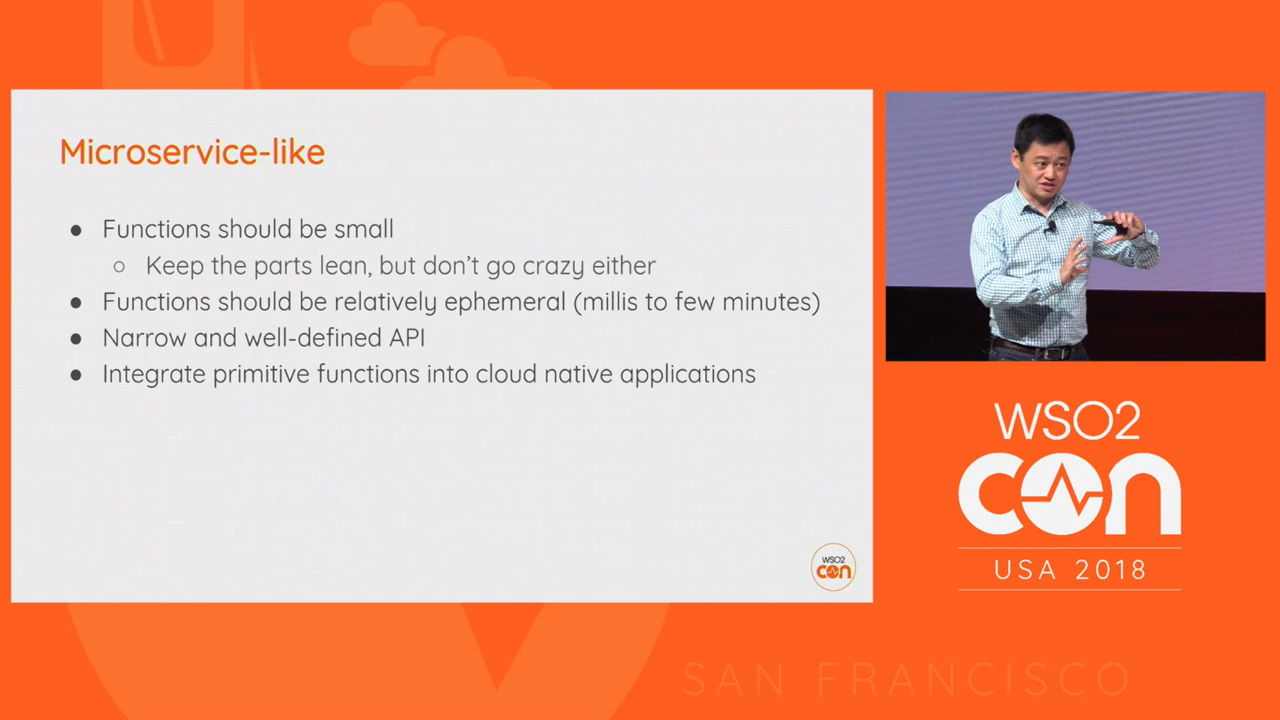 Microservice-like
● Functions should be small
○ Keep the parts lean, but don't go crazy either
● Functions should be relatively ephemeral (millis to few minutes)
● Narrow and well-defined API
● Integrate primitive functions into cloud native applications
WSO2
con
WSO2
con
USA 2018
SAN FRANCISCO